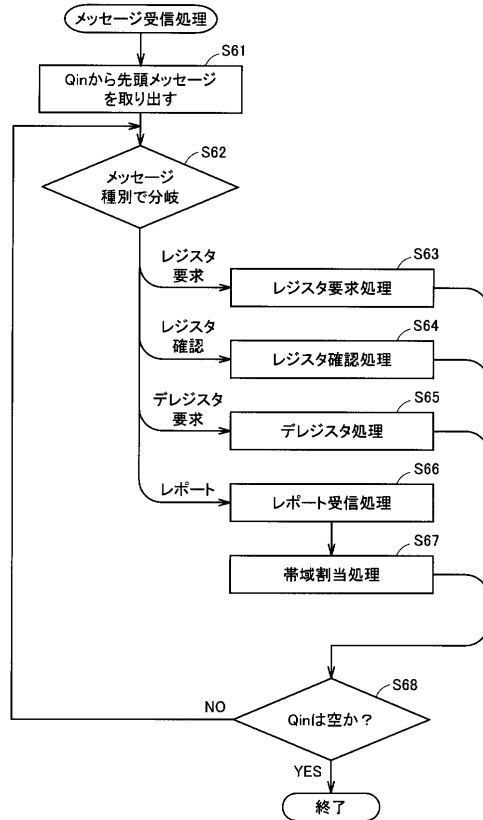 メッセージ受信処理
S61
Qinから先頭メッセージ
を取り出す
S62
メッセージ
種別で分岐
レジスタ
要求
S63
レジスタ要求処理
レジスタ
確認
S64
レジスタ確認処理
デレジスタ
要求
S65
デレジスタ処理
レポート
S66
レポート受信処理
S67
帯域割当処理
S68
Qinは空か?
NO
YES
終了